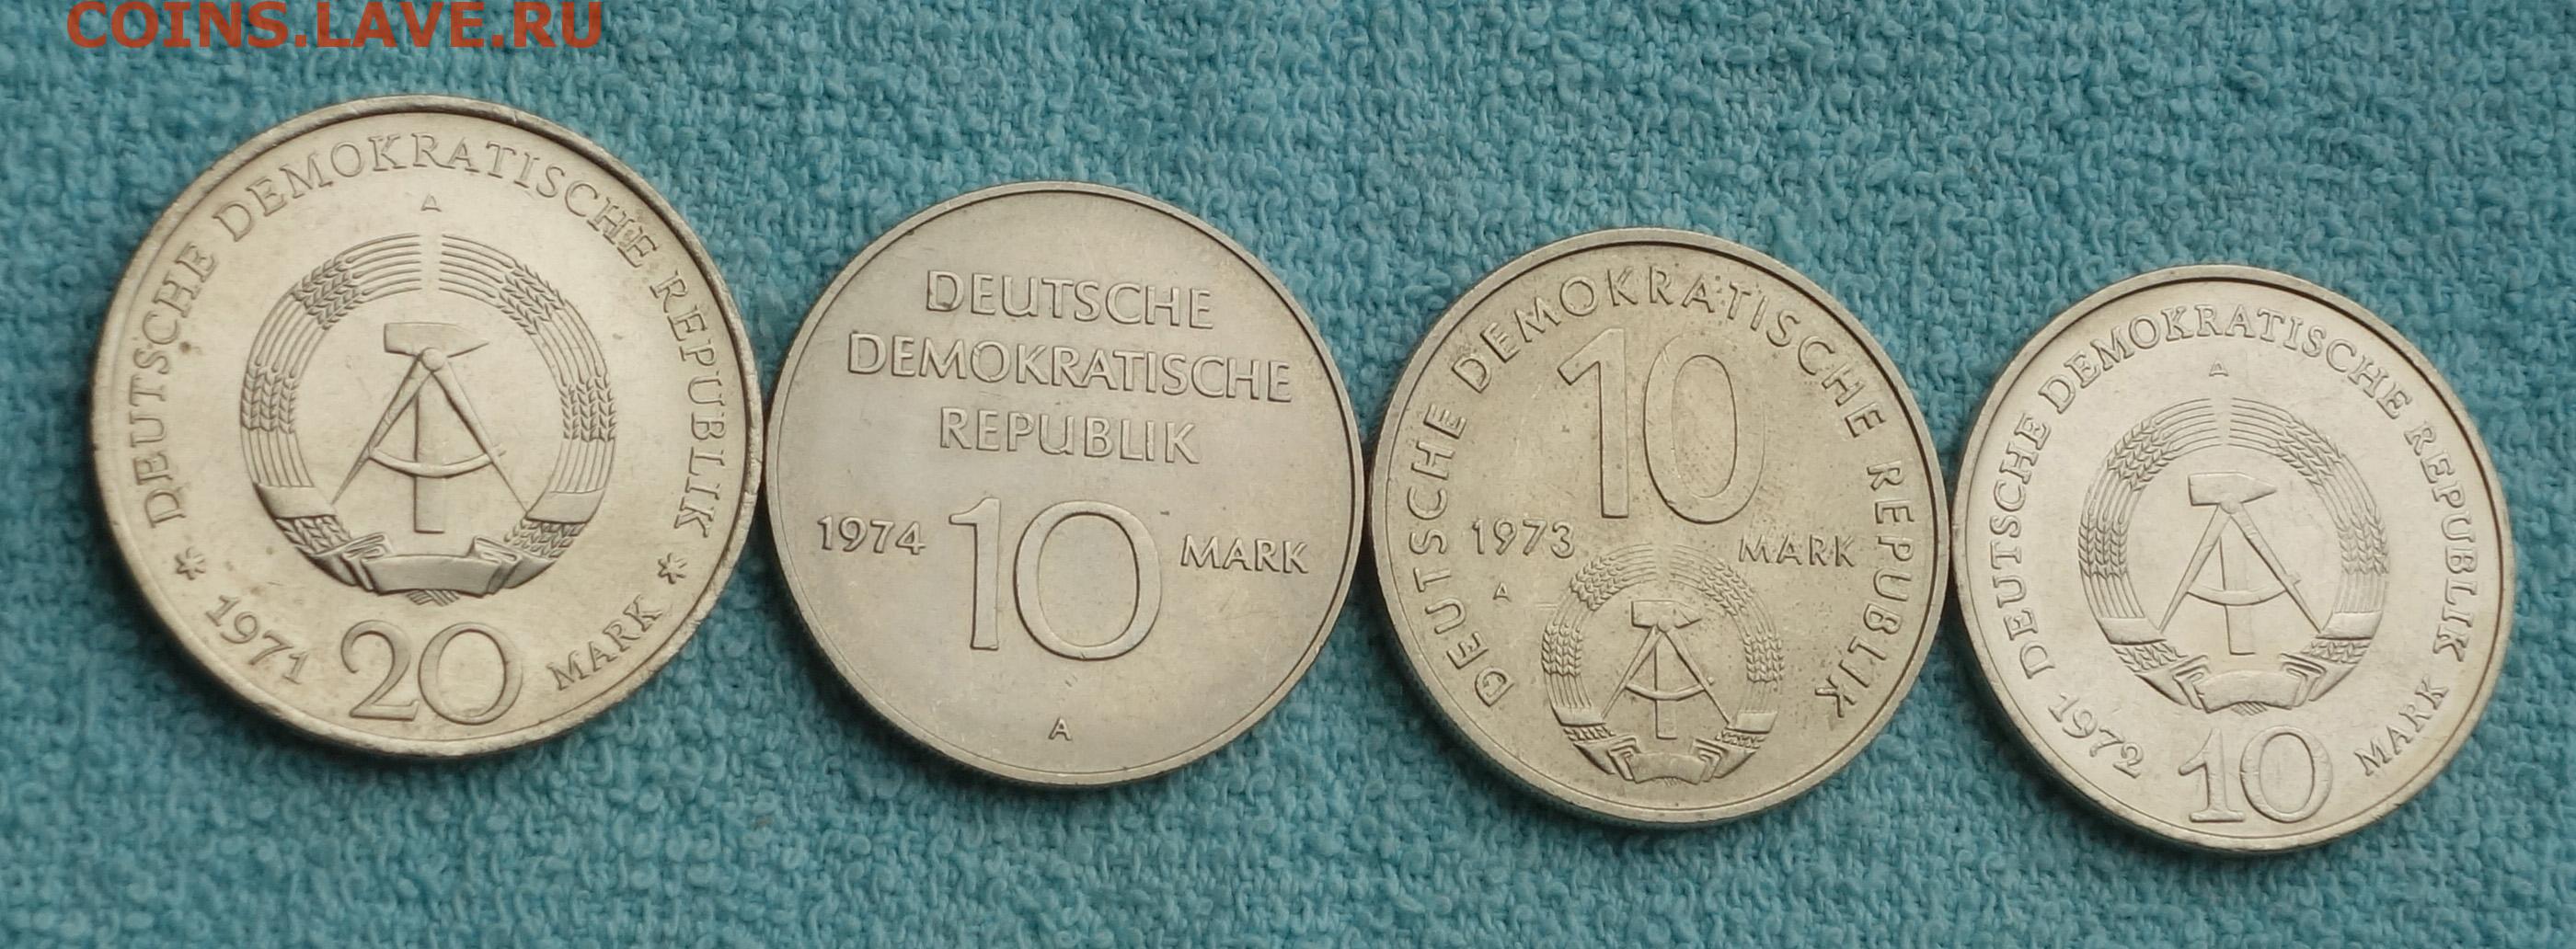 COINS.LAVE.RU
DEUTSCHE DEMOKRATISCHE REPUBLIK
A
* 1971 20 MARK *
DEUTSCHE
DEMOKRATISCHE
REPUBLIK
1974 10 MARK
A
DEUTSCHE DEMOKRATISCHE REPUBLIK
10
1973 MARK
A
DEUTSCHE DEMOKRATISCHE REPUBLIK
A
1972 10 MARK